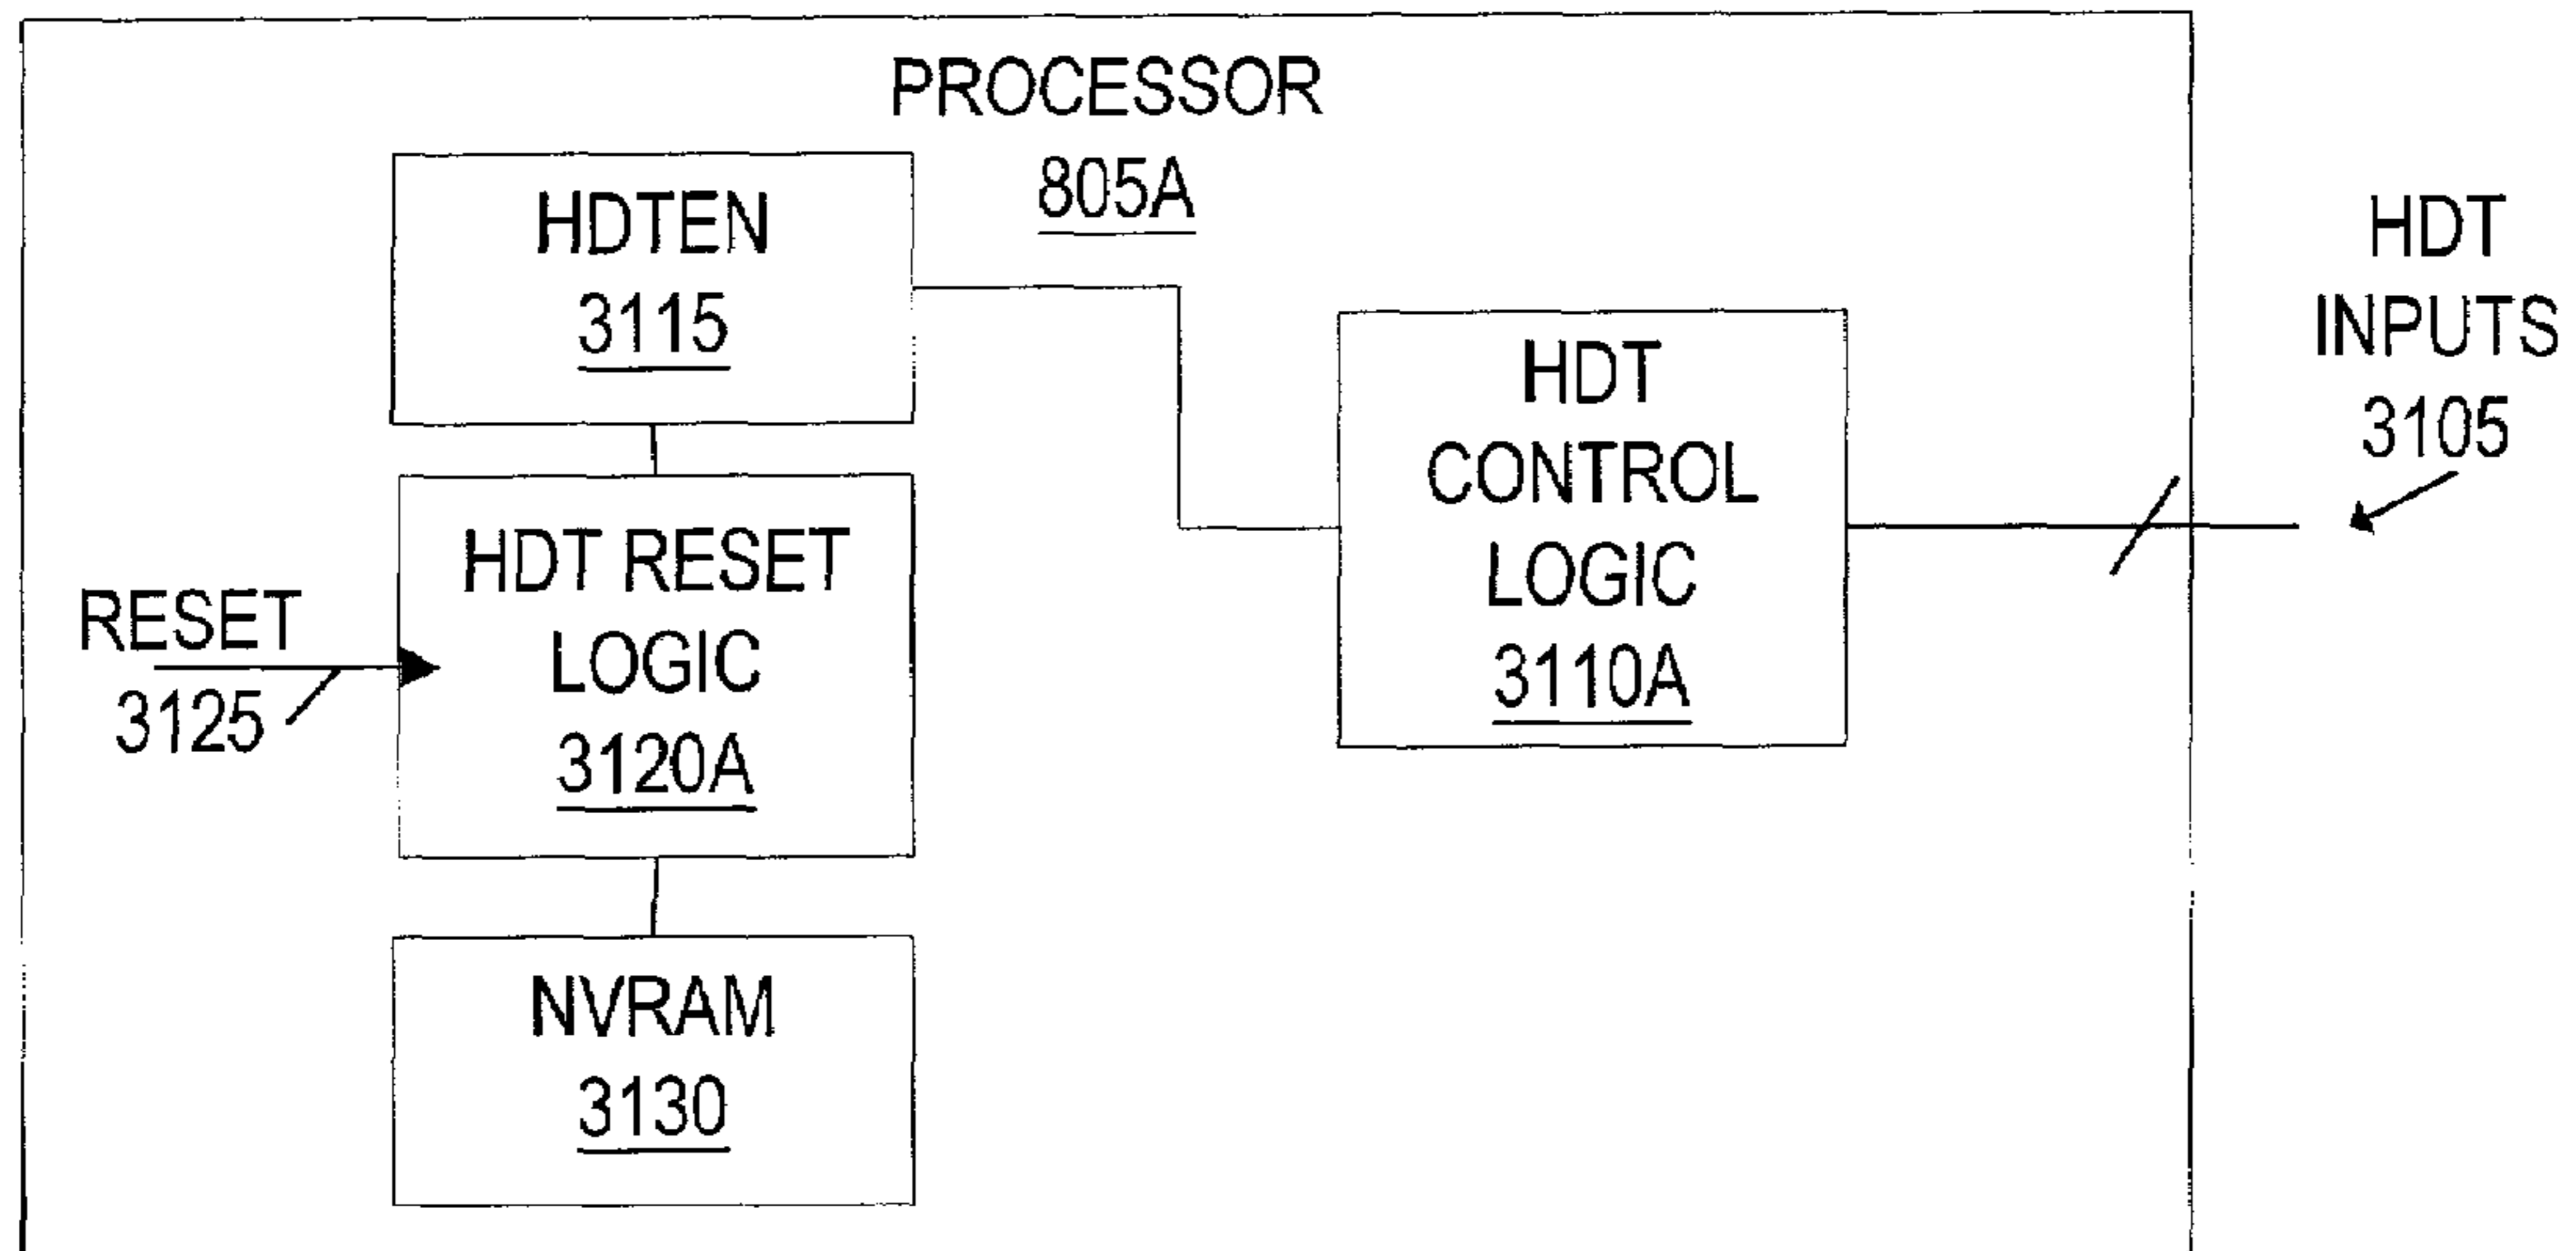 PROCESSOR
805A
HDTEN
3115
HDT
INPUTS
3105
HDT
CONTROL
LOGIC
3110A
HDT RESET
LOGIC
3120A
RESET
3125
NVRAM
3130